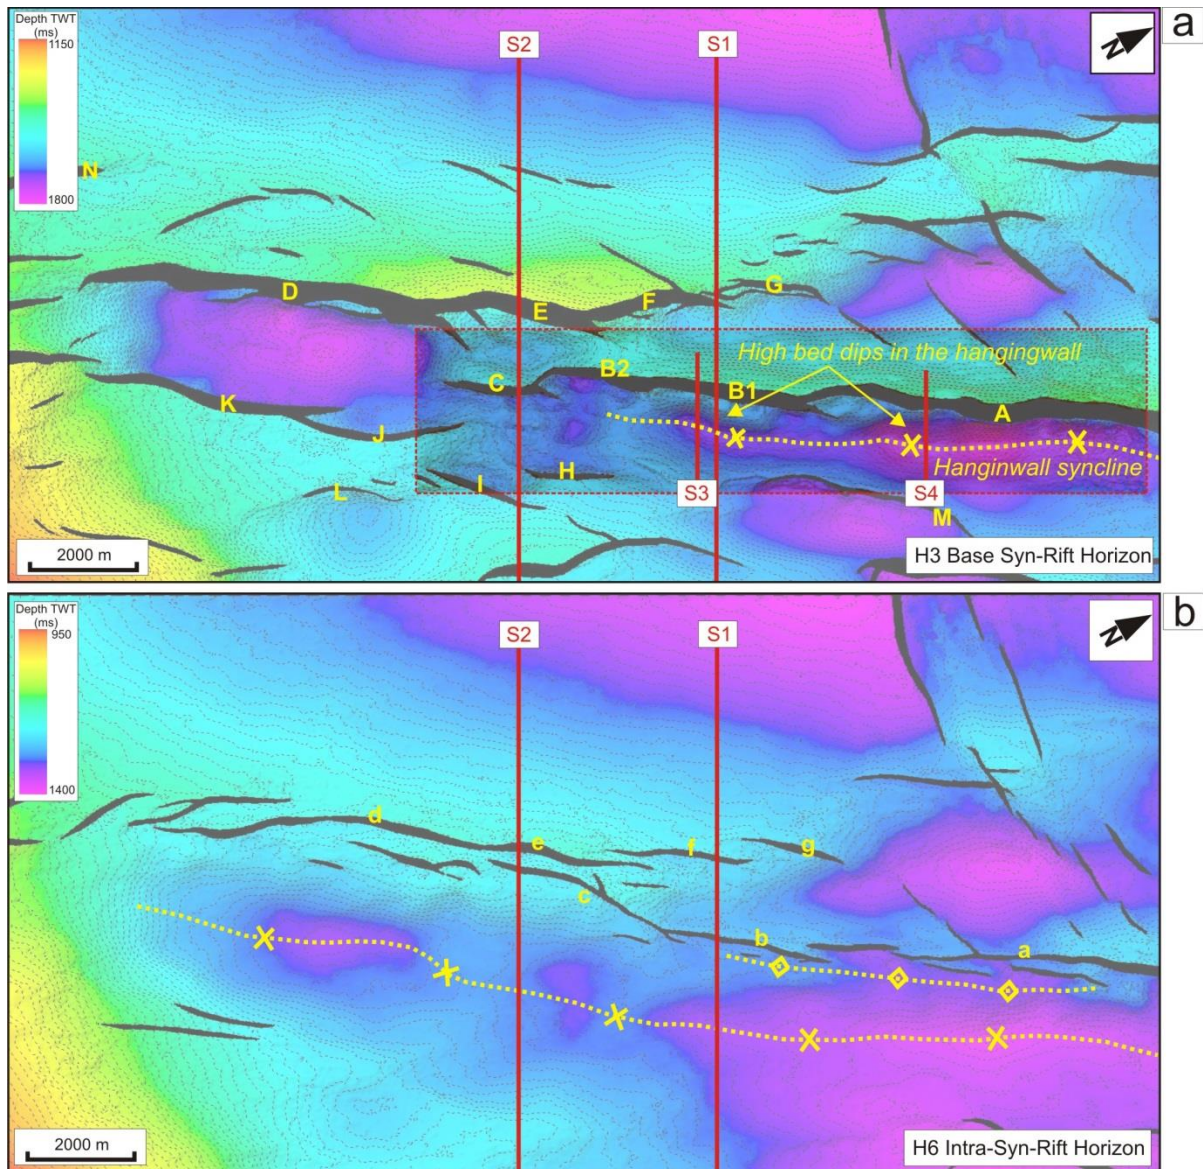 a
Depth TWT
(ms)
1150
1800
S2
S1
N
N
D
E
F
G
High bed dips in the hangingwall
C
B2
B1
A
K
J
Hanginwall syncline
L
I
H
S3
S4
M
2000 m
H3 Base Syn-Rift Horizon
b
Depth TWT
(ms)
950
1400
S2
S1
N
d
e
f
g
c
b
a
2000 m
H6 Intra-Syn-Rift Horizon